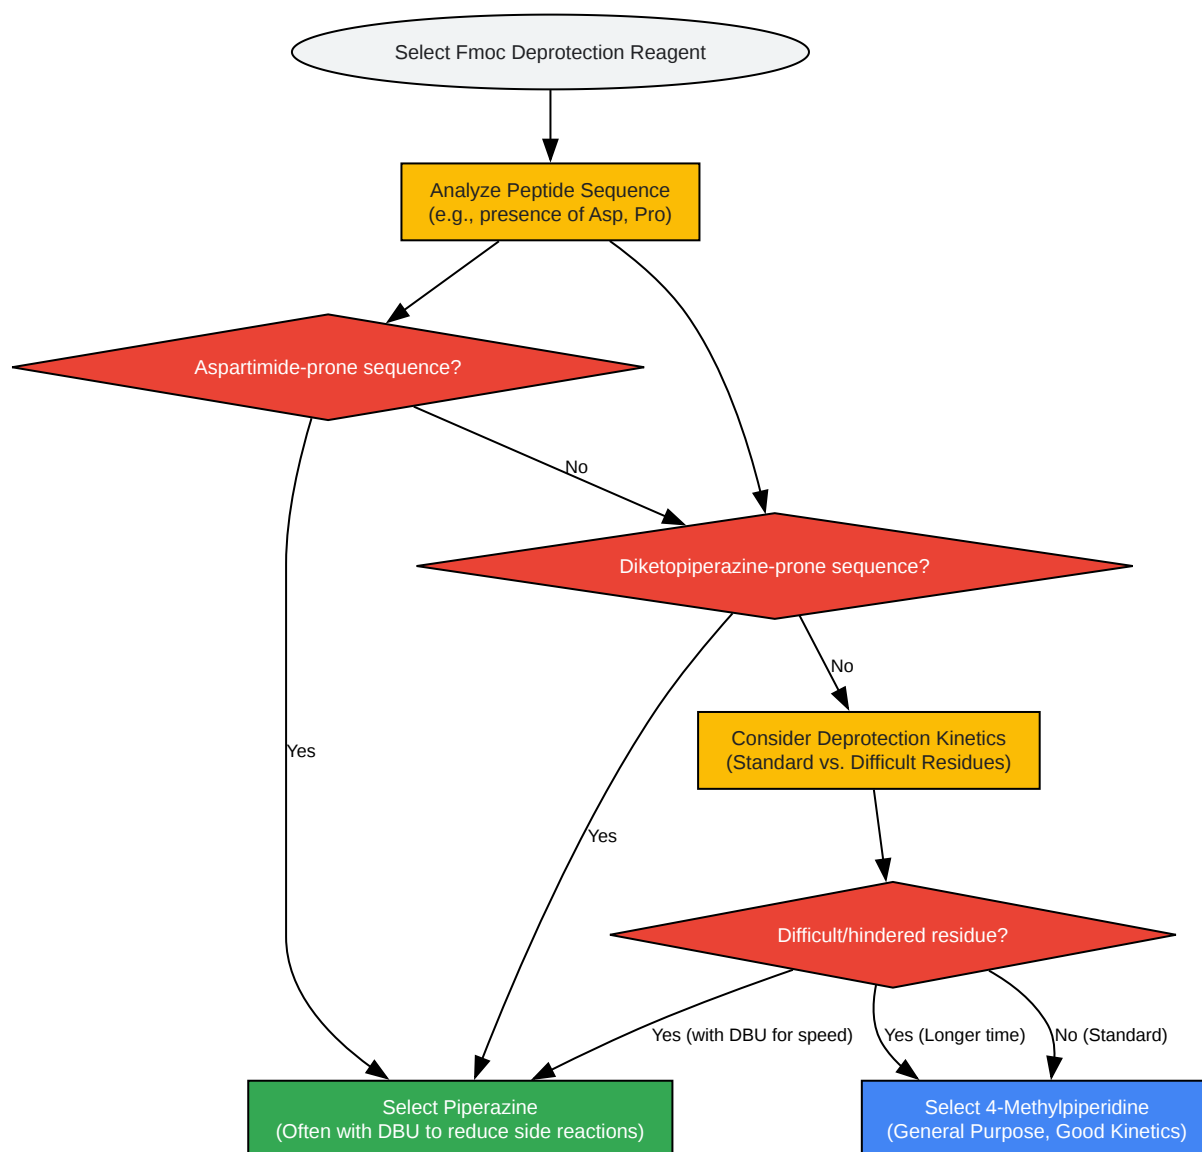 Select Fmoc Deprotection Reagent
Analyze Peptide Sequence
(e.g., presence of Asp, Pro)
Aspartimide-prone sequence?
No
Diketopiperazine-prone sequence?
No
Consider Deprotection Kinetics
(Standard vs. Difficult Residues)
Yes
Yes
Difficult/hindered residue?
Yes (with DBU for speed)
Yes (Longer time)
No (Standard)
Select Piperazine
(Often with DBU to reduce side reactions)
Select 4-Methylpiperidine
(General Purpose, Good Kinetics)